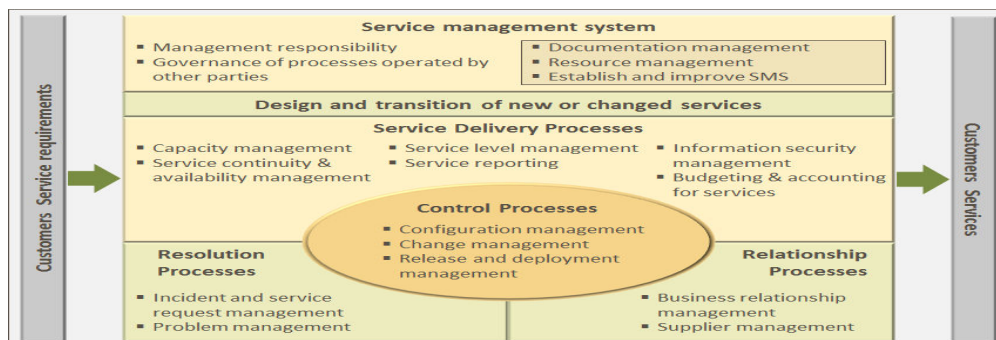 Customers Service requirements
Service management system
▪ Management responsibility
▪ Governance of processes operated by
other parties
▪ Documentation management
▪ Resource management
▪ Establish and improve SMS
Design and transition of new or changed services
Service Delivery Processes
▪ Capacity management
▪ Service continuity &
availability management
▪ Service level management
▪ Service reporting
▪ Information security
management
▪ Budgeting & accounting
for services
Control Processes
▪ Configuration management
▪ Change management
▪ Release and deployment
management
Resolution
Processes
▪ Incident and service
request management
▪ Problem management
Relationship
Processes
▪ Business relationship
management
▪ Supplier management
Customers
Services